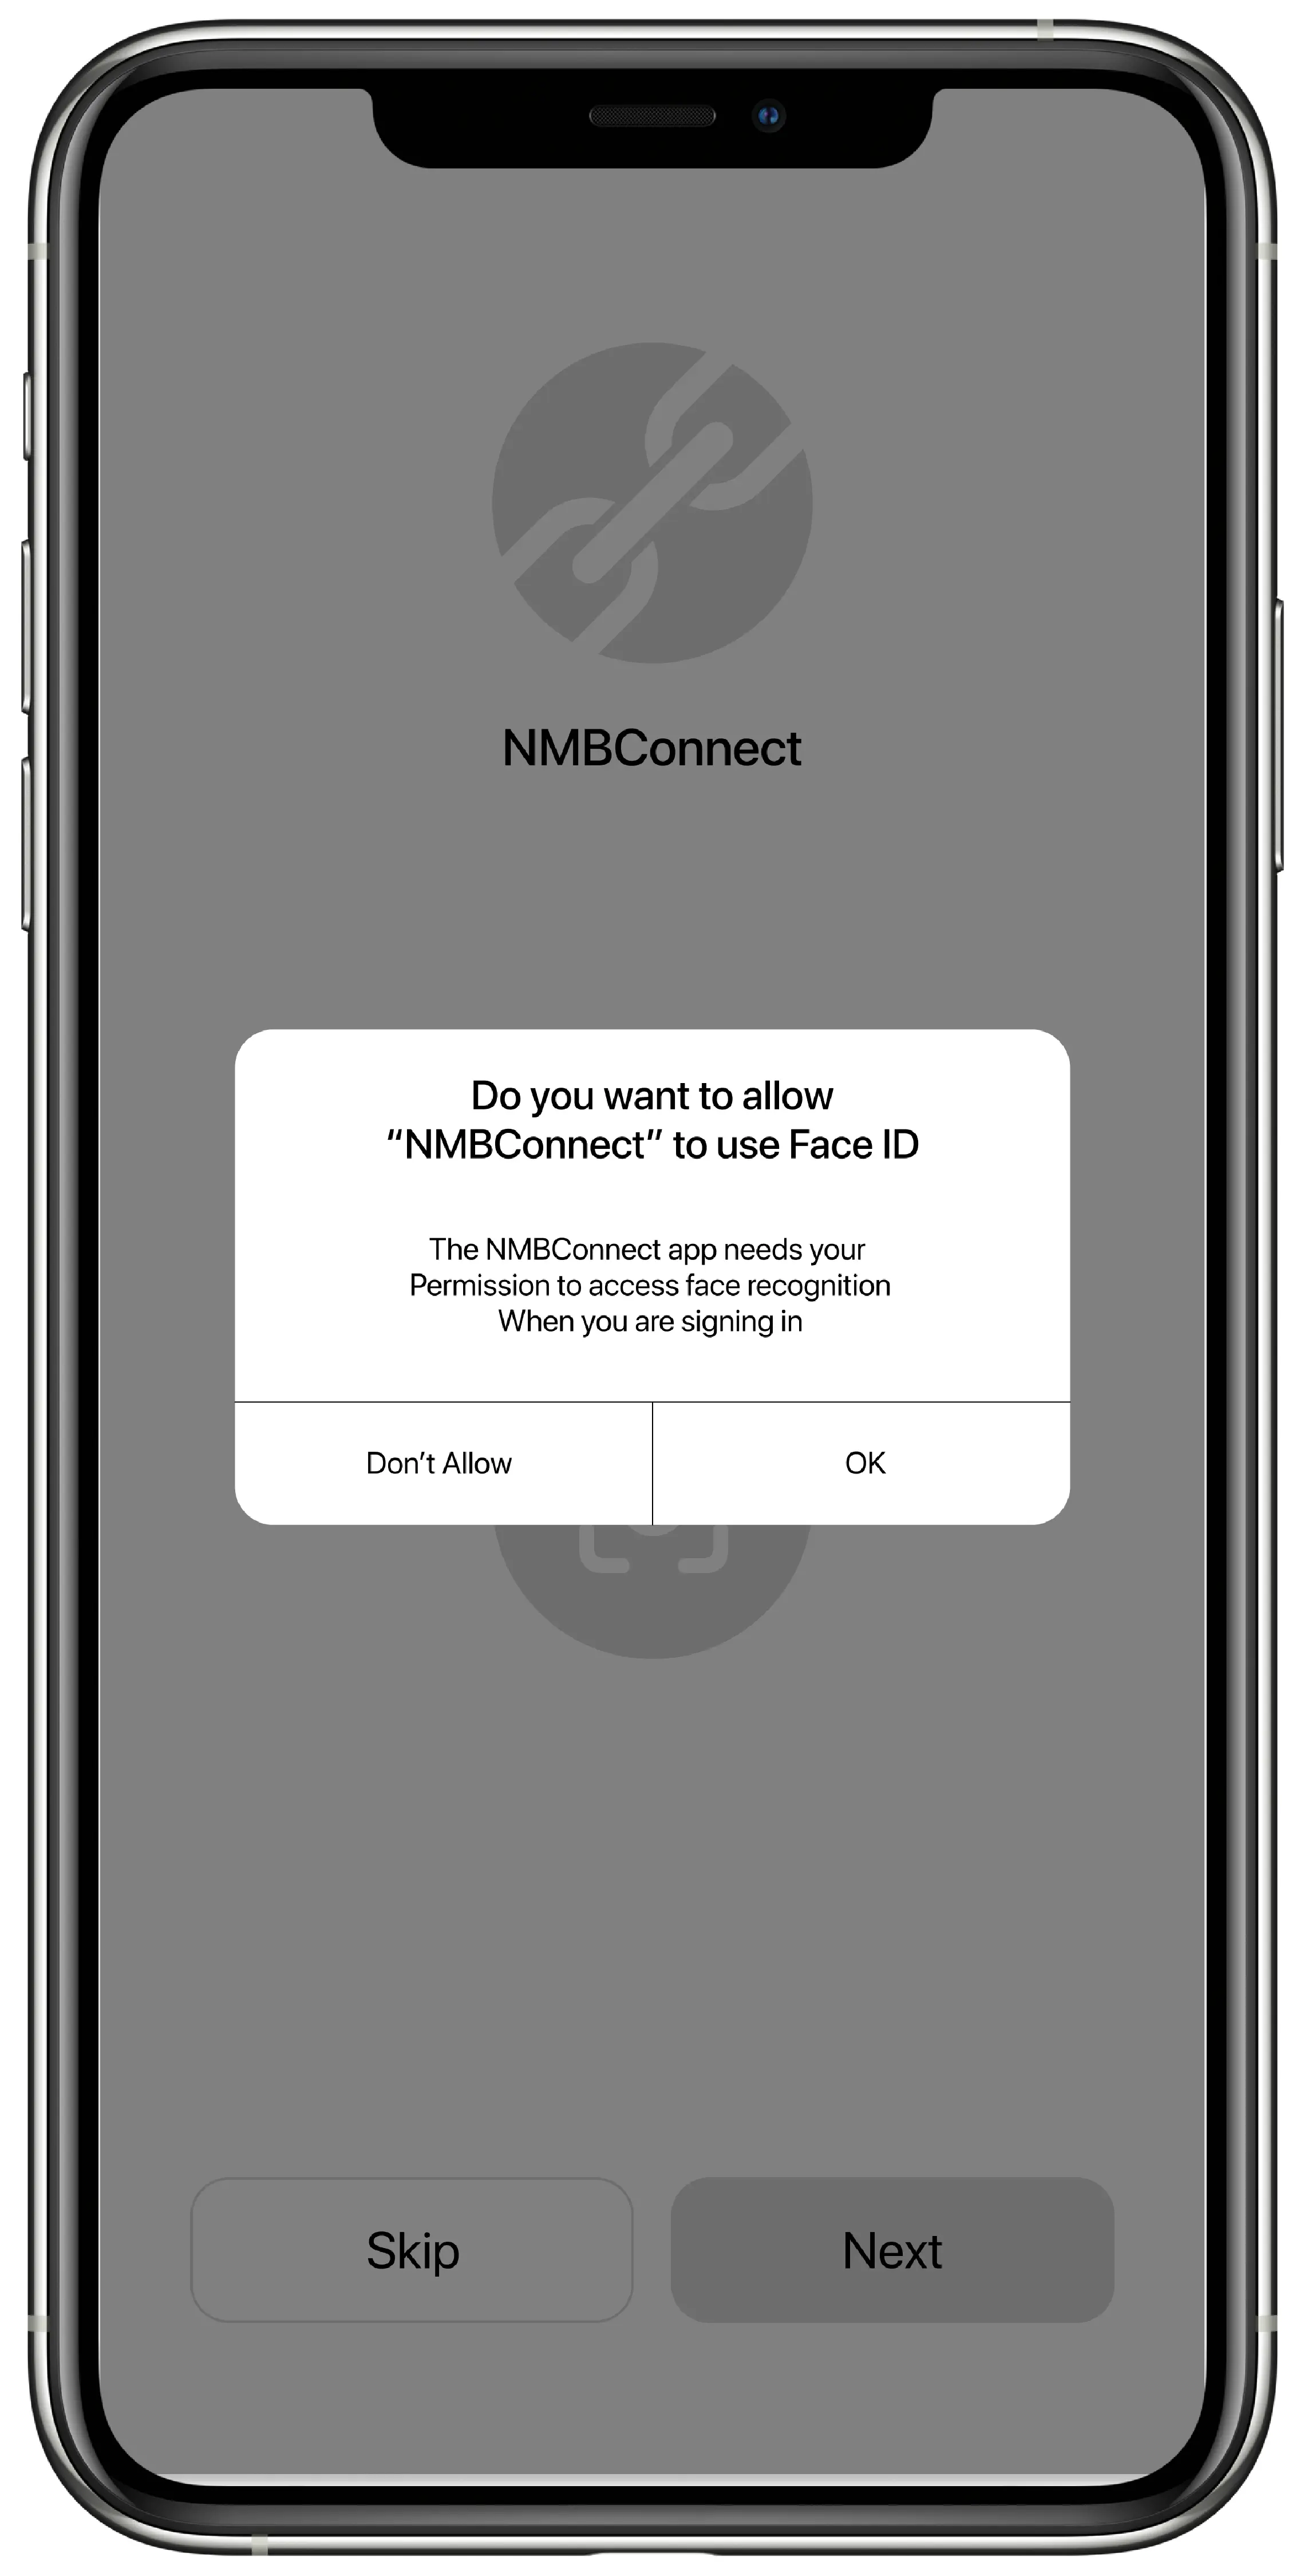 NMBConnect
Do you want to allow
“NMBConnect” to use Face ID
The NMBConnect app needs your
Permission to access face recognition
When you are signing in
Don’t Allow
OK
Skip
Next